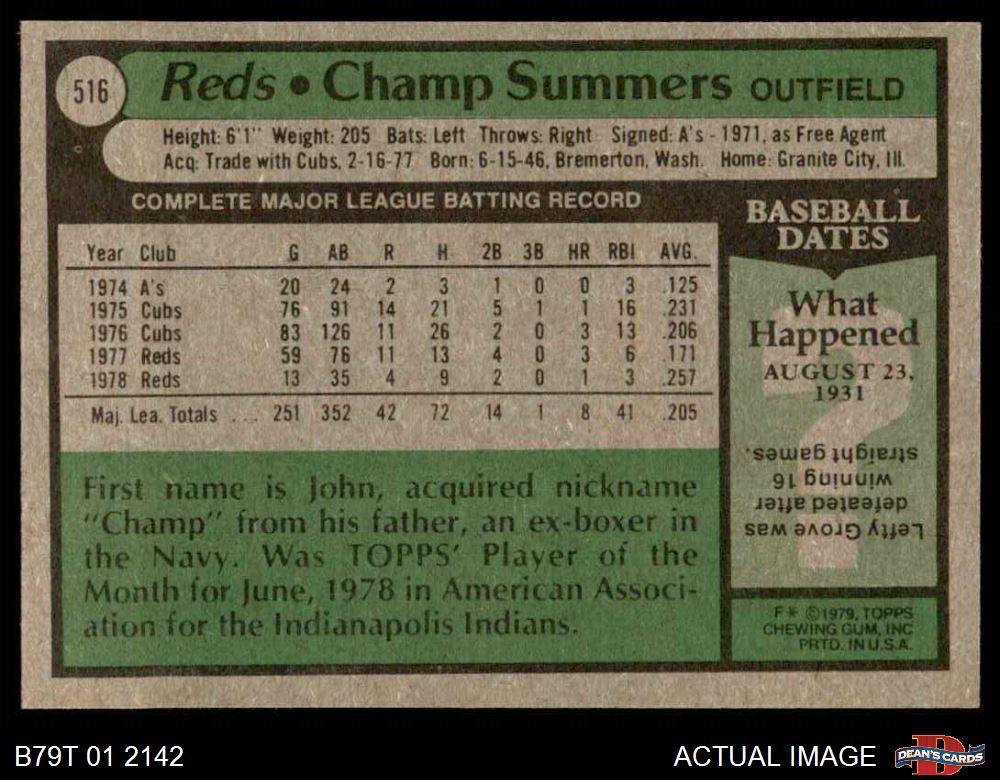 516
Reds • Champ Summers OUTFIELD
Height: 6'1" Weight: 205 Bats: Left Throws: Right Signed: A's - 1971, as Free Agent
Acq: Trade with Cubs, 2-16-77 Born: 6-15-46, Bremerton, Wash. Home: Granite City, Ill.
COMPLETE MAJOR LEAGUE BATTING RECORD
Year Club G AB R H 2B 3B HR RBI AVG.
1974 A's 20 24 2 3 1 0 0 3 .125
1975 Cubs 76 91 14 21 5 1 1 16 .231
1976 Cubs 83 126 11 26 2 0 3 13 .206
1977 Reds 59 76 11 13 4 0 3 6 .171
1978 Reds 13 35 4 9 2 0 1 3 .257
Maj. Lea. Totals .... 251 352 42 72 14 1 8 41 .205
First name is John, acquired nickname
"Champ" from his father, an ex-boxer in
the Navy. Was TOPPS' Player of the
Month for June, 1978 in American Associ-
ation for the Indianapolis Indians.
BASEBALL
DATES
What
Happened
AUGUST 23,
1931
?
Lefty Grove was
defeated after
winning 16
straight games.
F* ©1979, TOPPS
CHEWING GUM, INC
PRTD. IN U.S.A.
B79T 01 2142
ACTUAL IMAGE
D
DEAN'S CARDS